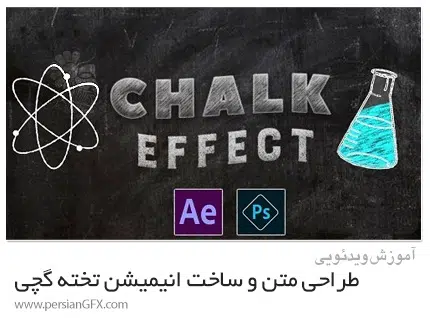 CHALK
EFFECT
Ae
Ps
آموزش ویدئویی
طراحی متن و ساخت انیمیشن تخته گچی
www.persianGFX.com